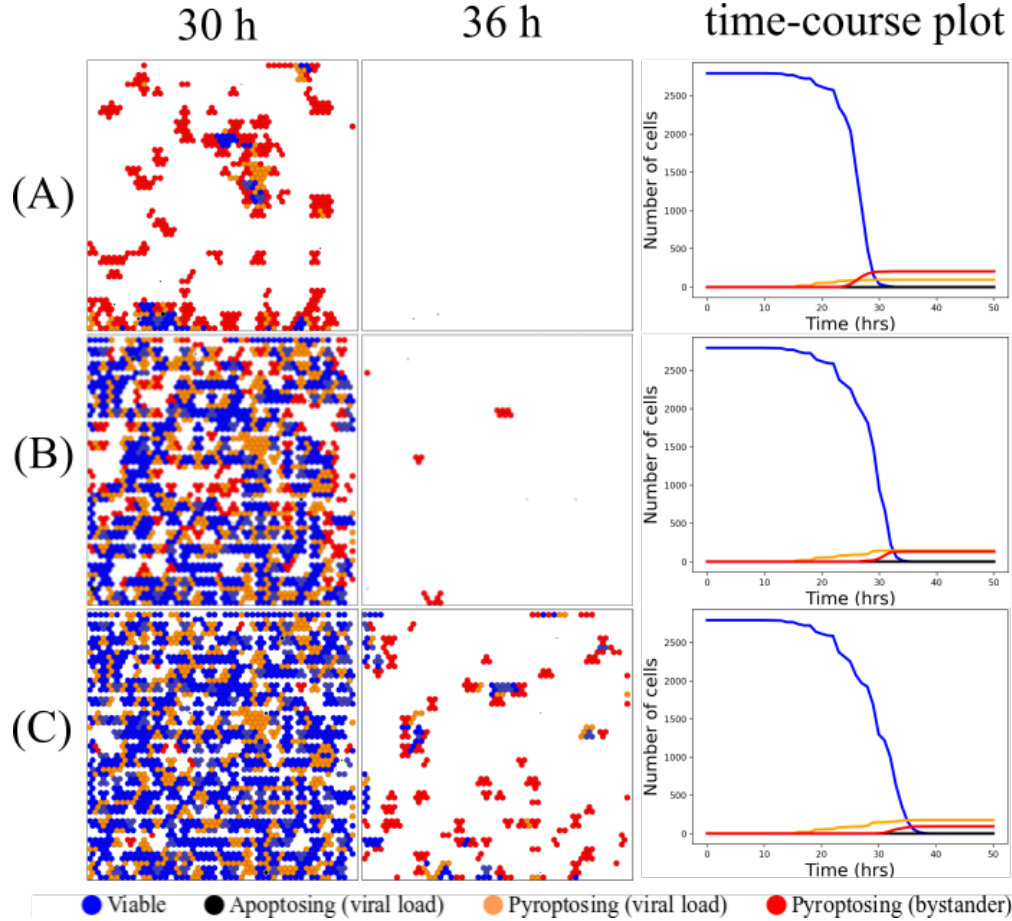 30 h 36 h time-course plot
(A)
Number of cells
2500
2000
1500
1000
500
0
0 10 20 30 40 50
Time (hrs)
(B)
Number of cells
2500
2000
1500
1000
500
0
0 10 20 30 40 50
Time (hrs)
(C)
Number of cells
2500
2000
1500
1000
500
0
0 10 20 30 40 50
Time (hrs)
Viable Apoptosing (viral load) Pyroptosing (viral load) Pyroptosing (bystander)